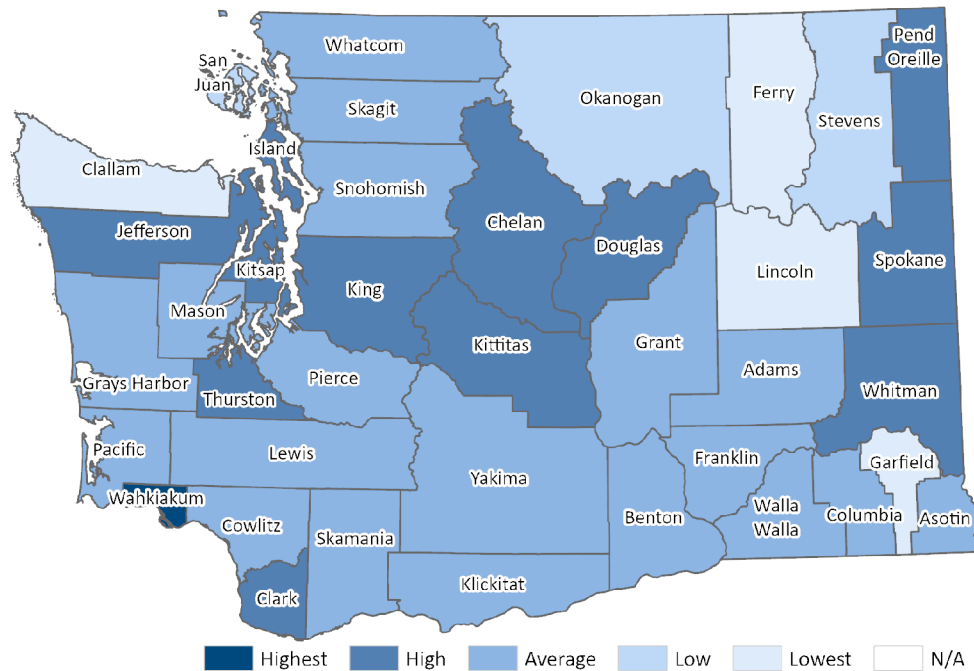 Whatcom
Pend
Oreille
San
Juan
Okanogan
Ferry
Skagit
Stevens
Island
Clallam
Snohomish
Chelan
Jefferson
Douglas
Kitsap
Lincoln
Spokane
King
Mason
Kittitas
Grant
Adams
Pierce
Grays Harbor
Thurston
Whitman
Pacific
Lewis
Franklin
Garfield
Yakima
Wahkiakum
Walla
Walla
Columbia
Asotin
Cowlitz
Benton
Skamania
Klickitat
Clark
Highest
High
Average
Low
Lowest
N/A